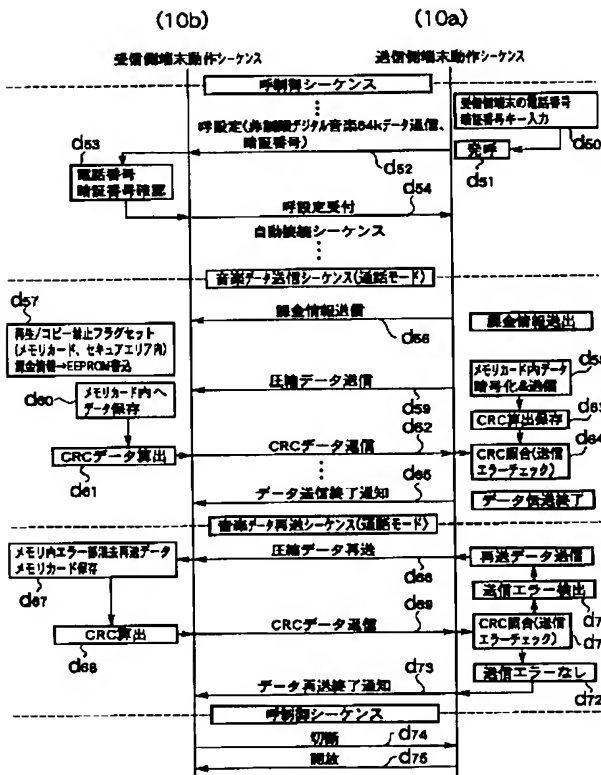 (10b) (10a)
受信側端末動作シーケンス 送信側端末動作シーケンス
呼制御シーケンス
受信側端末の電話番号
暗証番号キー入力
d50
呼設定(非制限デジタル音楽64kデータ通信、
暗証番号)
発呼
d51
d52
d53
電話番号
暗証番号確認
d54
呼設定受付
自動接続シーケンス
音楽データ送信シーケンス(通話モード)
d57
再生/コピー禁止フラグセット
(メモリカード、セキュアエリア内)
課金情報→EEPROM書込
課金情報送信
d56
課金情報送出
メモリカード内データ
暗号化&送信
d58
圧縮データ送信
d59
d60
メモリカード内へ
データ保存
CRC算出保存
d63
d62
CRCデータ算出
d61
CRCデータ返信
CRC照合(送信
エラーチェック)
d64
d65
データ送信終了通知
データ伝送終了
音楽データ再送シーケンス(通話モード)
メモリ内エラー部消去再送データ
メモリカード保存
d67
圧縮データ再送
d66
再送データ送信
送信エラー検出
d7
d69
CRC算出
d68
CRCデータ返信
CRC照合(送信
エラーチェック)
d7
d73
データ再送終了通知
送信エラーなし
d72
呼制御シーケンス
切断
d74
開放
d75